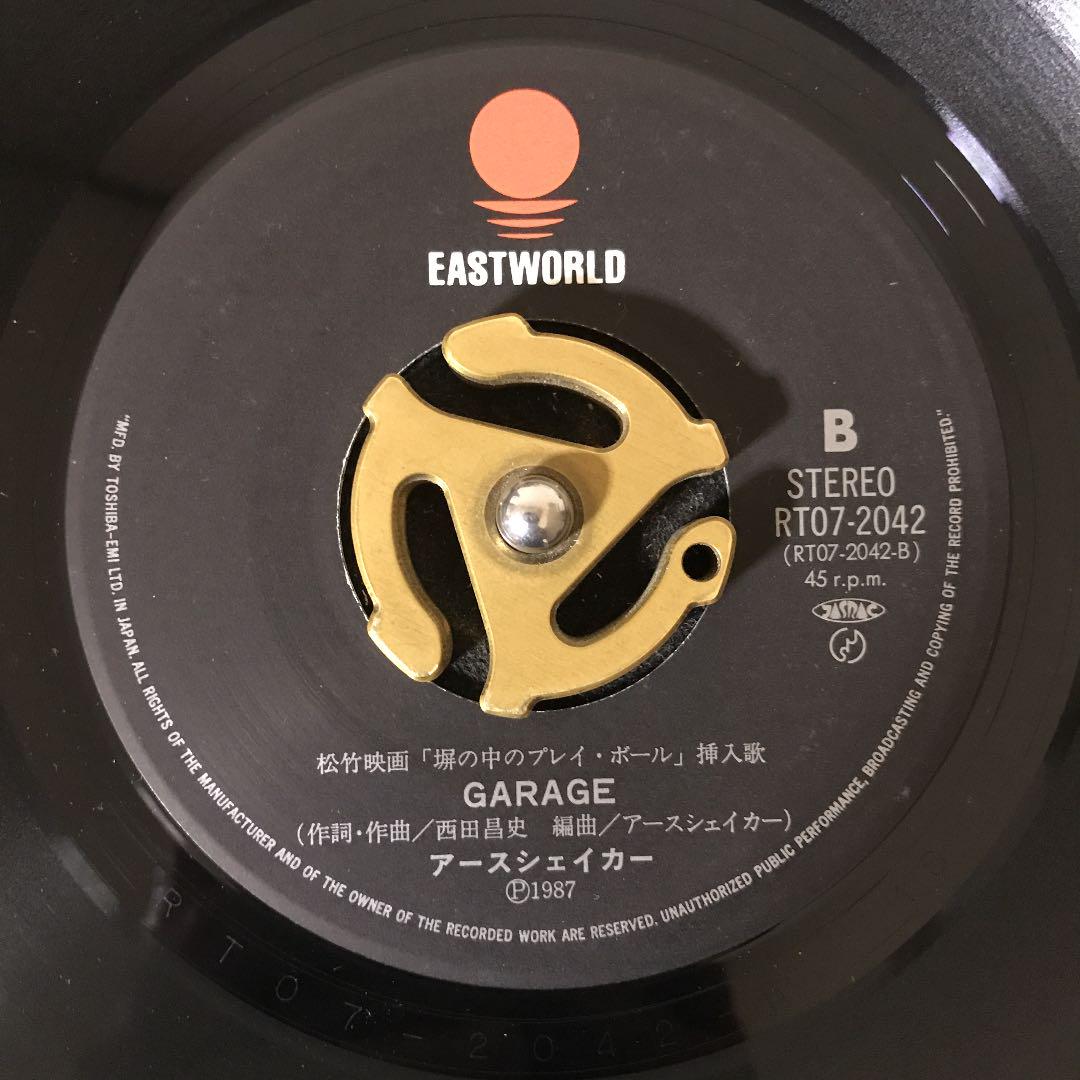 EASTWORLD
B
STEREO
RT07-2042
(RT07-2042-B)
45 r.p.m.
JASRAC
松竹映画「塀の中のプレイ・ボール」挿入歌
GARAGE
(作詞・作曲／西田昌史 編曲／アースシェイカー)
アースシェイカー
Ⓟ1987
"MFD. BY TOSHIBA-EMI LTD. IN JAPAN. ALL RIGHTS OF THE MANUFACTURER AND OF THE OWNER OF THE RECORDED WORK ARE RESERVED. UNAUTHORIZED PUBLIC PERFORMANCE, BROADCASTING AND COPYING OF THE RECORD PROHIBITED."
RT07-2042